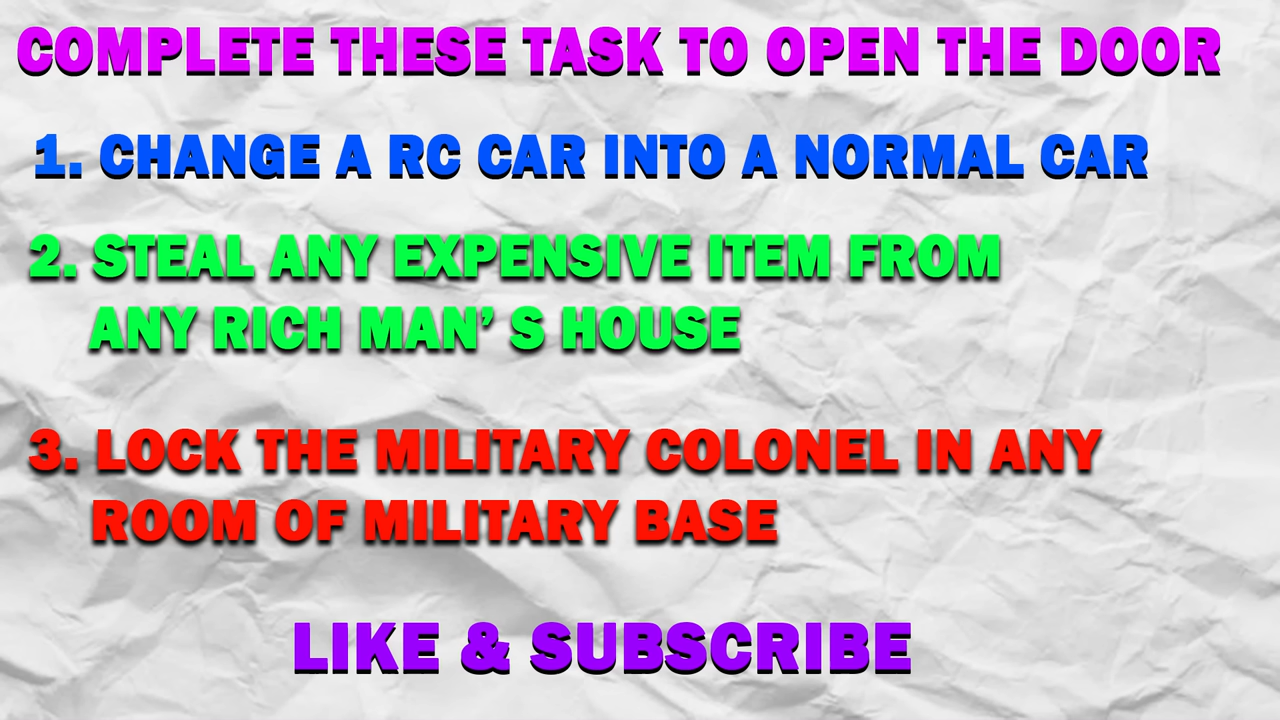 COMPLETE THESE TASK TO OPEN THE DOOR
1. CHANGE A RC CAR INTO A NORMAL CAR
2. STEAL ANY EXPENSIVE ITEM FROM
ANY RICH MAN’ S HOUSE
3. LOCK THE MILITARY COLONEL IN ANY
ROOM OF MILITARY BASE
LIKE & SUBSCRIBE